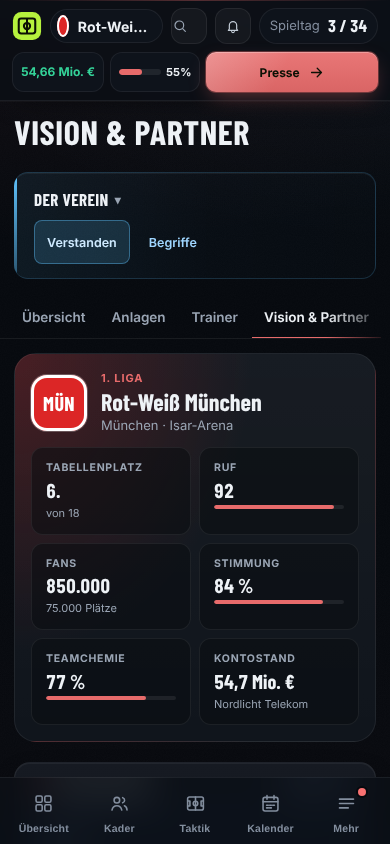 Rot-Wei...
Spieltag 3 / 34
54,66 Mio. €
55%
Presse →
VISION & PARTNER
DER VEREIN ▾
Verstanden
Begriffe
Übersicht Anlagen Trainer Vision & Partner
1. LIGA
MÜN
Rot-Weiß München
München · Isar-Arena
TABELLENPLATZ
6.
von 18
RUF
92
FANS
850.000
75.000 Plätze
STIMMUNG
84 %
TEAMCHEMIE
77 %
KONTOSTAND
54,7 Mio. €
Nordlicht Telekom
Übersicht Kader Taktik Kalender Mehr